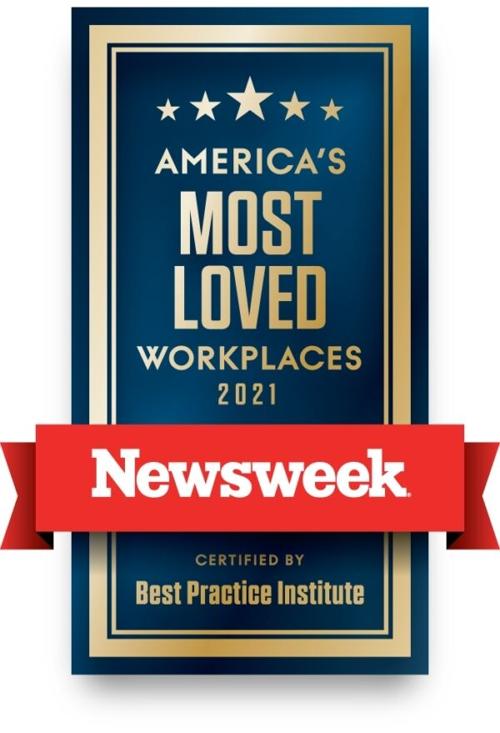 AMERICA'S
MOST
LOVED
WORKPLACES
2021
Newsweek
CERTIFIED BY
Best Practice Institute